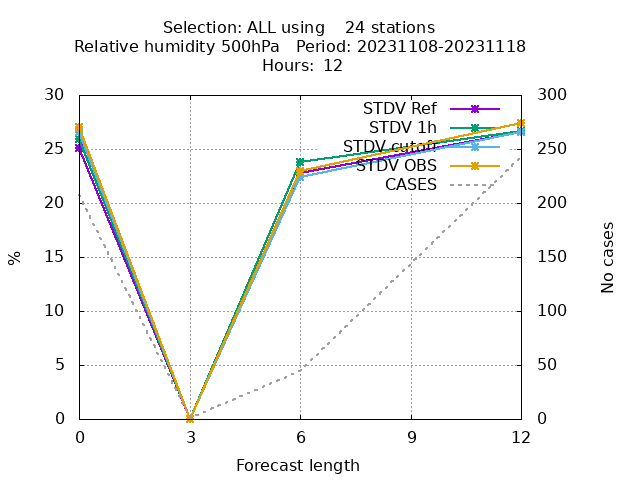 Selection: ALL using    24 stations
Relative humidity 500hPa   Period: 20231108-20231118
Hours:  12
30 300
STDV Ref
STDV 1h
25 STDV cutoff 250
STDV OBS
CASES
20 200
% 15 150 No cases
10 100
5 50
0 0
0 3 6 9 12
Forecast length